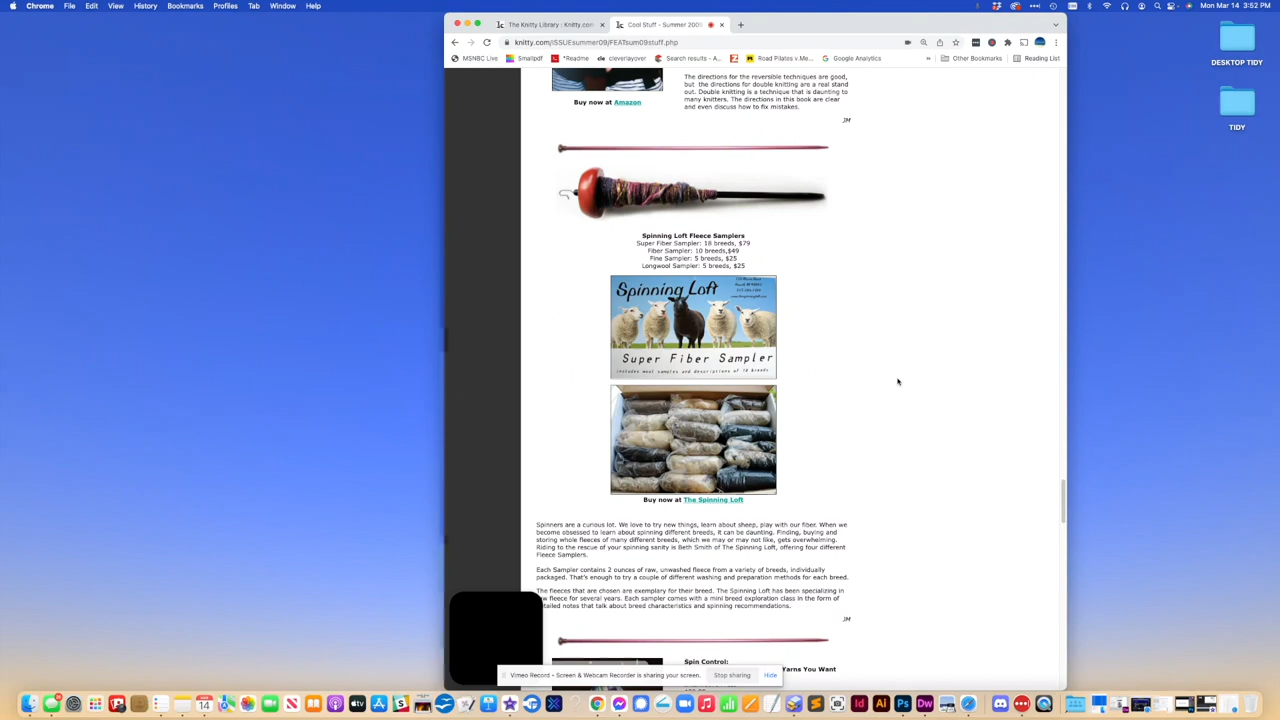 Chrome File Edit View History Bookmarks Profiles Tab Window Help
Mon Mar 14 3:52 PM
The Knitty Library : Knitty.com
Cool Stuff - Summer 2009
knitty.com/ISSUEsummer09/FEATsum09stuff.php
MSNBC Live Smallpdf *Readme cleverlayover Search results - A... Road Pilates v.Me... Google Analytics » Other Bookmarks Reading List
DESKTOP TIDY
TIDY
The directions for the reversible techniques are good,
but the directions for double knitting are a real stand
out. Double knitting is a technique that is daunting to
many knitters. The directions in this book are clear
and even discuss how to fix mistakes.
Buy now at Amazon
JM
Spinning Loft Fleece Samplers
Super Fiber Sampler: 18 breeds, $79
Fiber Sampler: 10 breeds,$49
Fine Sampler: 5 breeds, $25
Longwool Sampler: 5 breeds, $25
Spinning Loft
Super Fiber Sampler
includes wool samples and descriptions of 18 breeds
Buy now at The Spinning Loft
Spinners are a curious lot. We love to try new things, learn about sheep, play with our fiber. When we
become obsessed to learn about spinning different breeds, it can be daunting. Finding, buying and
storing whole fleeces of many different breeds, which we may or may not like, gets overwhelming.
Riding to the rescue of your spinning sanity is Beth Smith of The Spinning Loft, offering four different
Fleece Samplers.
Each Sampler contains 2 ounces of raw, unwashed fleece from a variety of breeds, individually
packaged. That's enough to try a couple of different washing and preparation methods for each breed.
The fleeces that are chosen are exemplary for their breed. The Spinning Loft has been specializing in
w fleece for several years. Each sampler comes with a mini breed exploration class in the form of
tailed notes that talk about breed characteristics and spinning recommendations.
JM
Spin Control:
Yarns You Want
Vimeo Record - Screen & Webcam Recorder is sharing your screen. Stop sharing Hide